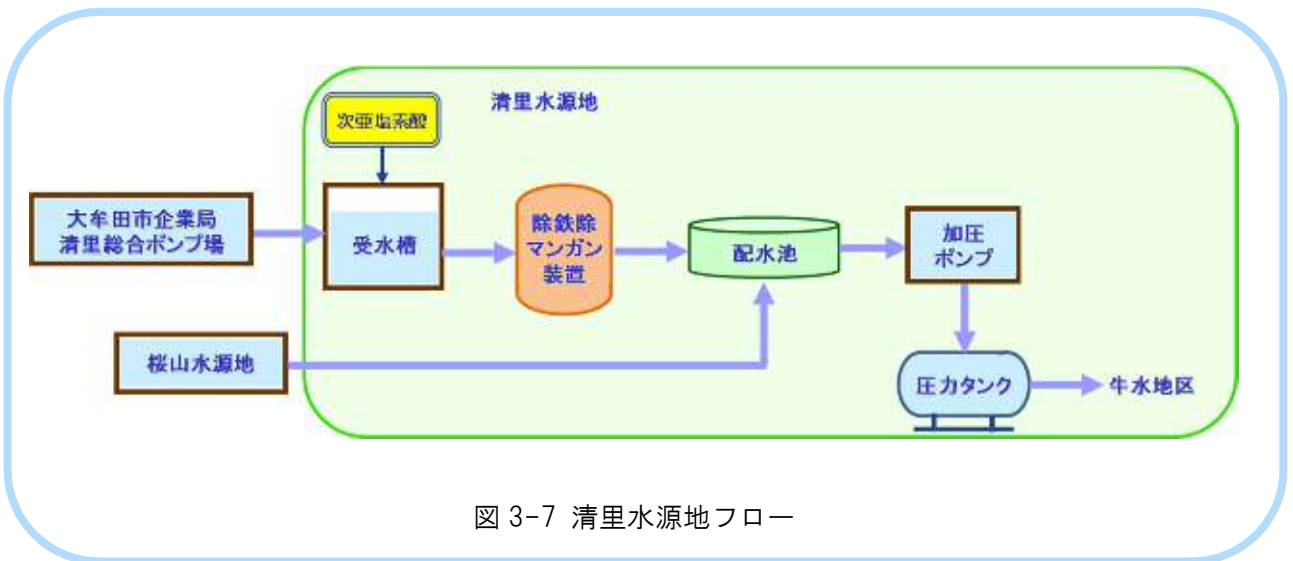 清里水源地
次亜塩素酸
大牟田市企業局
清里総合ポンプ場
受水槽
除鉄除
マンガン
装置
配水池
加圧
ポンプ
桜山水源地
圧力タンク
牛水地区
図 3-7 清里水源地フロー